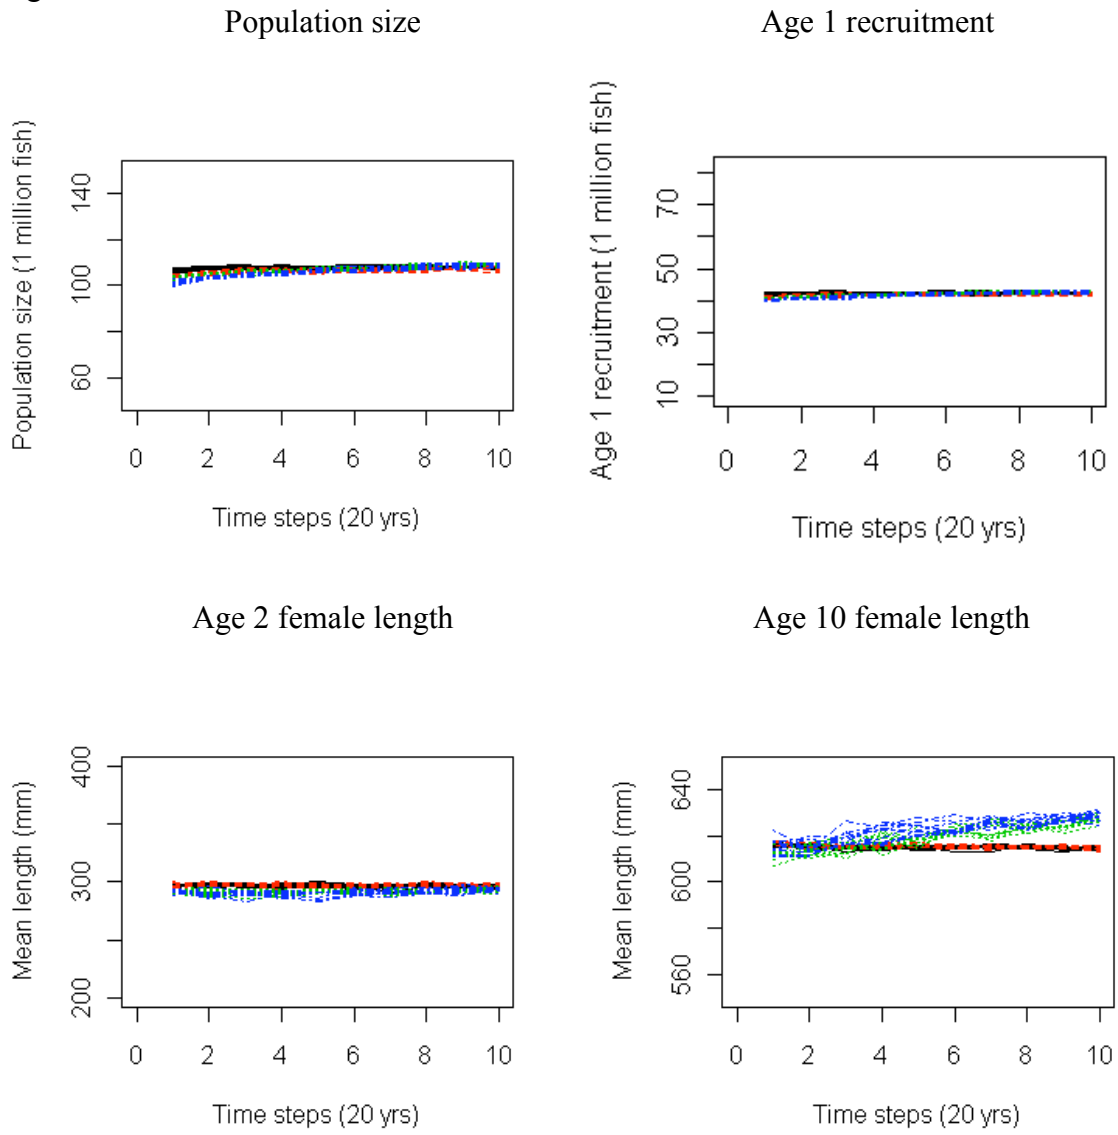 Population size
Age 1 recruitment
Population size (1 million fish)
140
100
60
0 2 4 6 8 10
Time steps (20 yrs)
Age 1 recruitment (1 million fish)
70
50
30
10
0 2 4 6 8 10
Time steps (20 yrs)
Age 2 female length
Age 10 female length
Mean length (mm)
400
300
200
0 2 4 6 8 10
Time steps (20 yrs)
Mean length (mm)
640
600
560
0 2 4 6 8 10
Time steps (20 yrs)